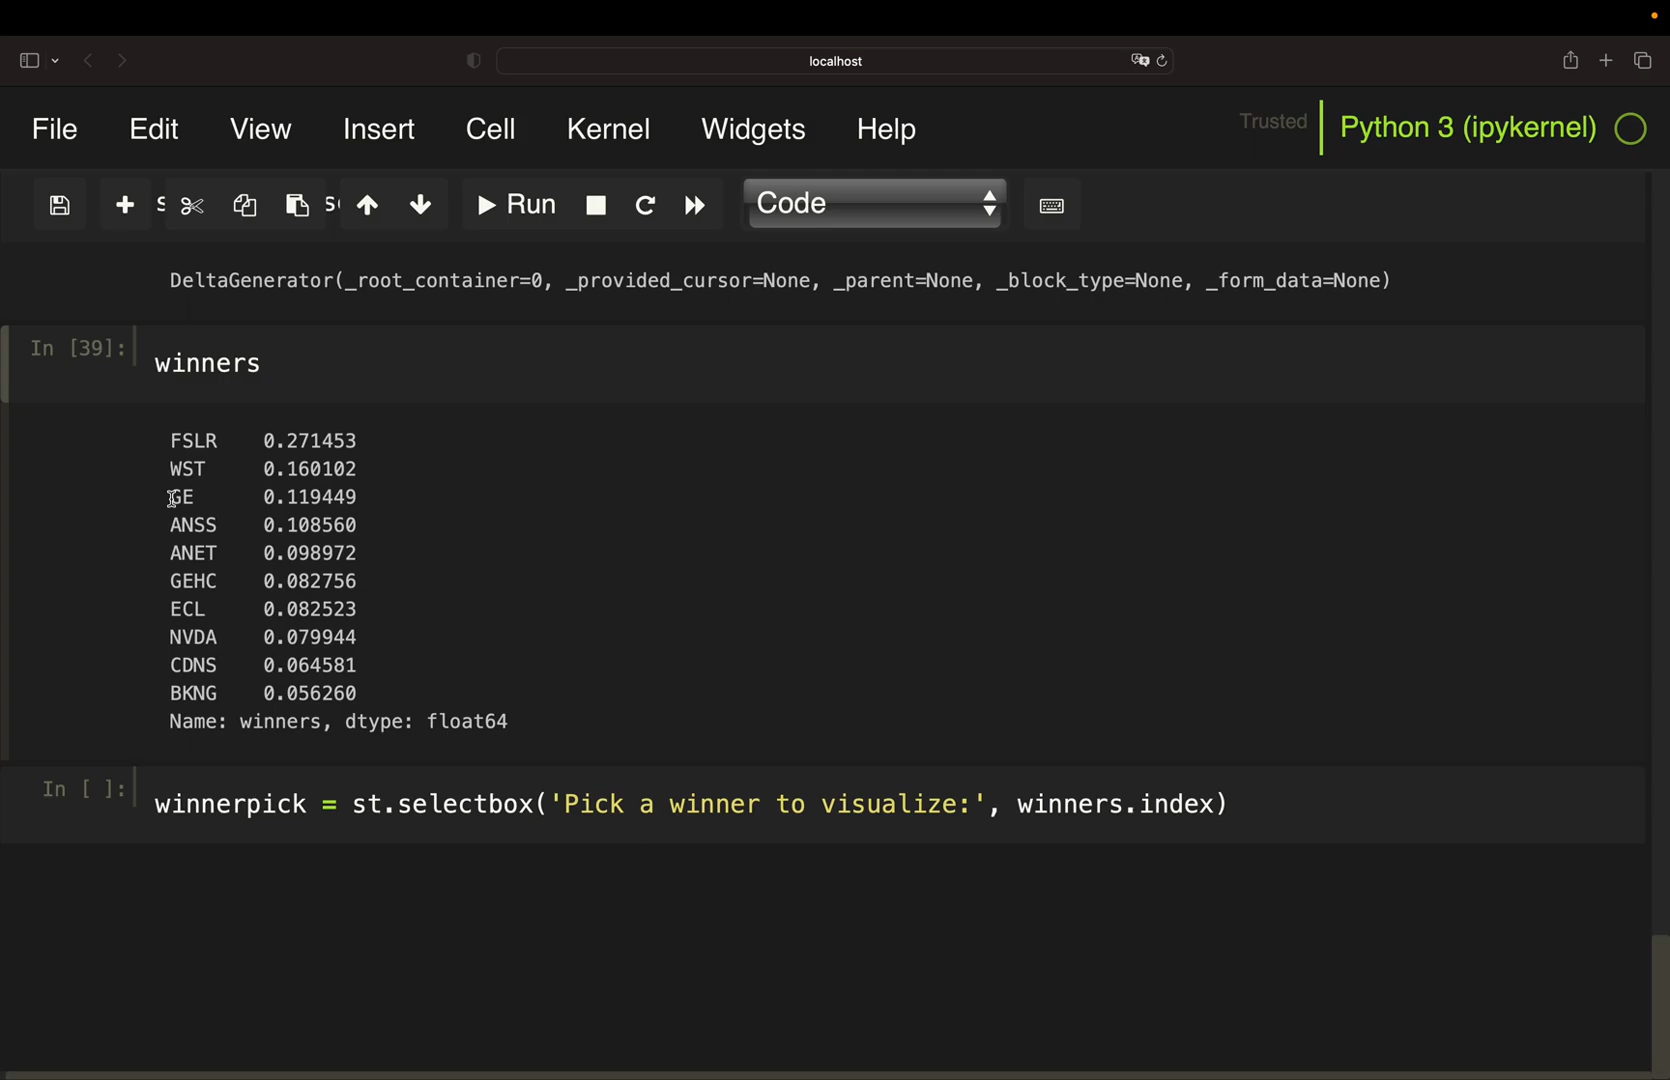 localhost
File Edit View Insert Cell Kernel Widgets Help
Trusted
Python 3 (ipykernel)
Run
Code
DeltaGenerator(_root_container=0, _provided_cursor=None, _parent=None, _block_type=None, _form_data=None)
In [39]:
winners
FSLR 0.271453
WST 0.160102
GE 0.119449
ANSS 0.108560
ANET 0.098972
GEHC 0.082756
ECL 0.082523
NVDA 0.079944
CDNS 0.064581
BKNG 0.056260
Name: winners, dtype: float64
In [ ]:
winnerpick = st.selectbox('Pick a winner to visualize:', winners.index)